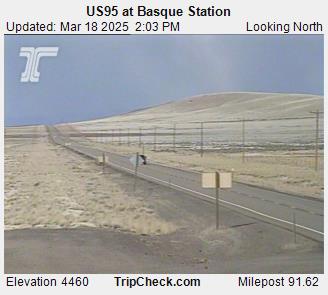 US95 at Basque Station
Updated: Mar 18 2025 2:03 PM Looking North
Elevation 4460 TripCheck.com Milepost 91.62